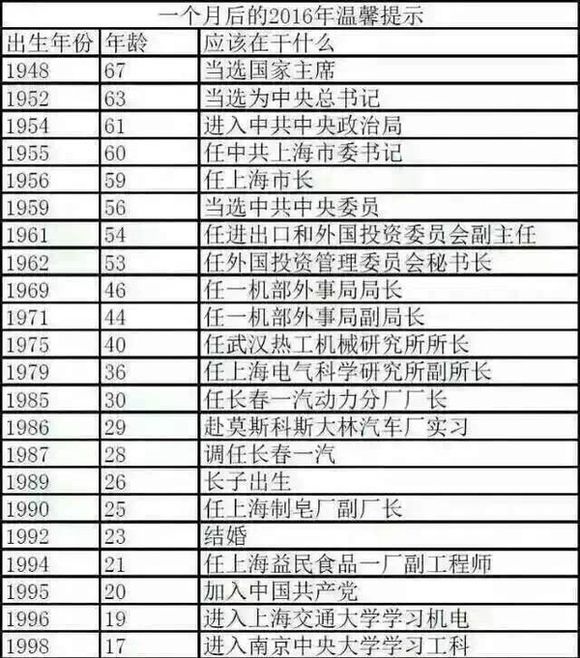 一个月后的2016年温馨提示
出生年份 年龄 应该在干什么
1948 67 当选国家主席
1952 63 当选为中央总书记
1954 61 进入中共中央政治局
1955 60 任中共上海市委书记
1956 59 任上海市长
1959 56 当选中共中央委员
1961 54 任进出口和外国投资委员会副主任
1962 53 任外国投资管理委员会秘书长
1969 46 任一机部外事局局长
1971 44 任一机部外事局副局长
1975 40 任武汉热工机械研究所所长
1979 36 任上海电气科学研究所副所长
1985 30 任长春一汽动力分厂厂长
1986 29 赴莫斯科斯大林汽车厂实习
1987 28 调任长春一汽
1989 26 长子出生
1990 25 任上海制皂厂副厂长
1992 23 结婚
1994 21 任上海益民食品一厂副工程师
1995 20 加入中国共产党
1996 19 进入上海交通大学学习机电
1998 17 进入南京中央大学学习工科